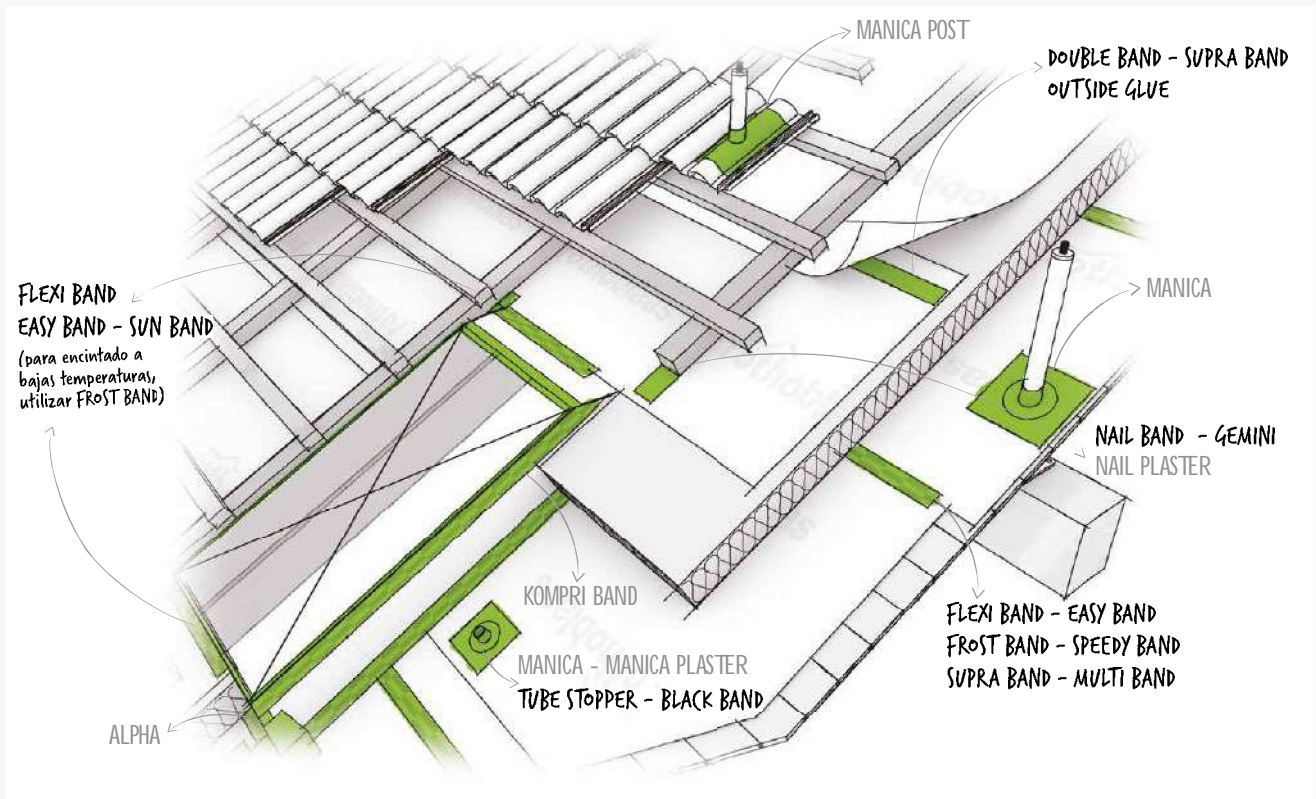 MANICA POST
DOUBLE BAND - SUPRA BAND
OUTSIDE GLUE
FLEXI BAND
EASY BAND - SUN BAND
(para encintado a
bajas temperaturas,
utilizar FROST BAND)
MANICA
NAIL BAND - GEMINI
NAIL PLASTER
KOMPRI BAND
FLEXI BAND - EASY BAND
FROST BAND - SPEEDY BAND
SUPRA BAND - MULTI BAND
MANICA - MANICA PLASTER
TUBE STOPPER - BLACK BAND
ALPHA